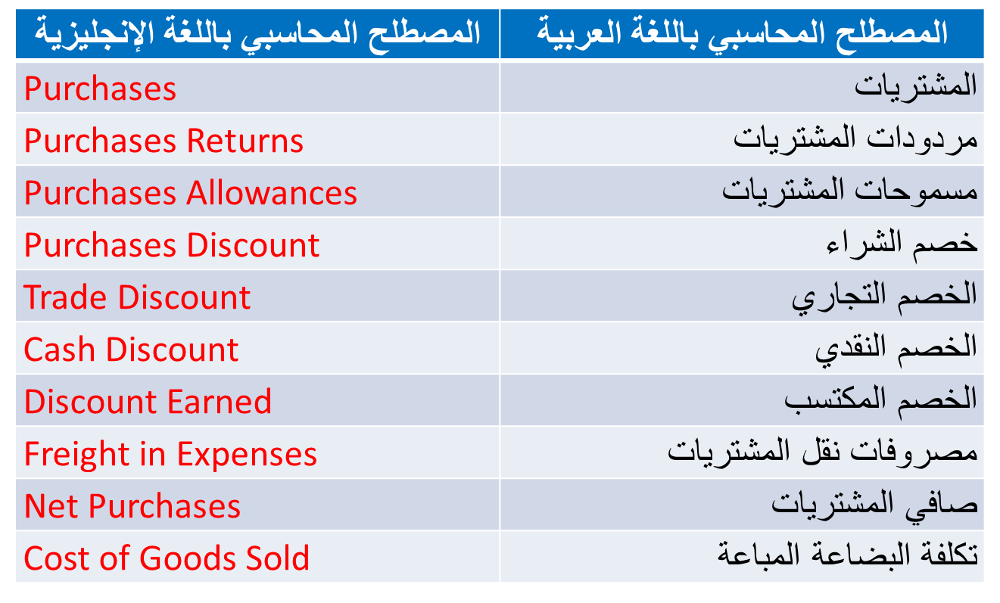 المصطلح المحاسبي باللغة العربية
المصطلح المحاسبي باللغة الإنجليزية
المشتريات
Purchases
مردودات المشتريات
Purchases Returns
مسموحات المشتريات
Purchases Allowances
خصم الشراء
Purchases Discount
الخصم التجاري
Trade Discount
الخصم النقدي
Cash Discount
الخصم المكتسب
Discount Earned
مصروفات نقل المشتريات
Freight in Expenses
صافي المشتريات
Net Purchases
تكلفة البضاعة المباعة
Cost of Goods Sold